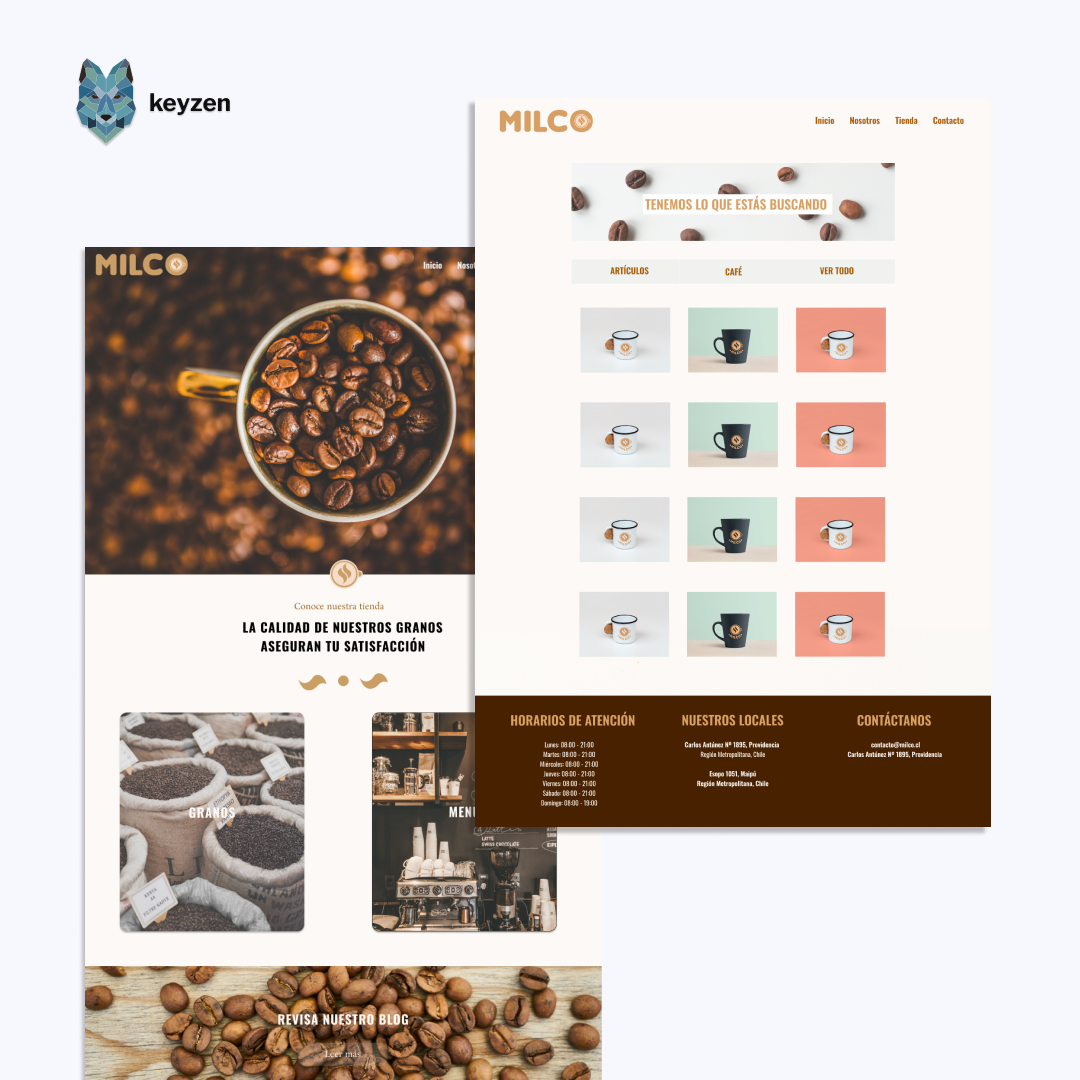 keyzen
MILCO
Inicio Nosotros Tienda Contacto
TENEMOS LO QUE ESTÁS BUSCANDO
ARTÍCULOS CAFÉ VER TODO
HORARIOS DE ATENCIÓN
Lunes: 08:00 - 21:00
Martes: 08:00 - 21:00
Miércoles: 08:00 - 21:00
Jueves: 08:00 - 21:00
Viernes: 08:00 - 21:00
Sábado: 08:00 - 21:00
Domingo: 08:00 - 19:00
NUESTROS LOCALES
Carlos Antúnez Nº 1895, Providencia
Región Metropolitana, Chile
Esopo 1051, Maipú
Región Metropolitana, Chile
CONTÁCTANOS
contacto@milco.cl
Carlos Antúnez Nº 1895, Providencia
MILCO
Inicio
Conoce nuestra tienda
LA CALIDAD DE NUESTROS GRANOS
ASEGURAN TU SATISFACCIÓN
GRANOS
MENU
LATTE
SWISS CHOCOLATE
REVISA NUESTRO BLOG
Leer más